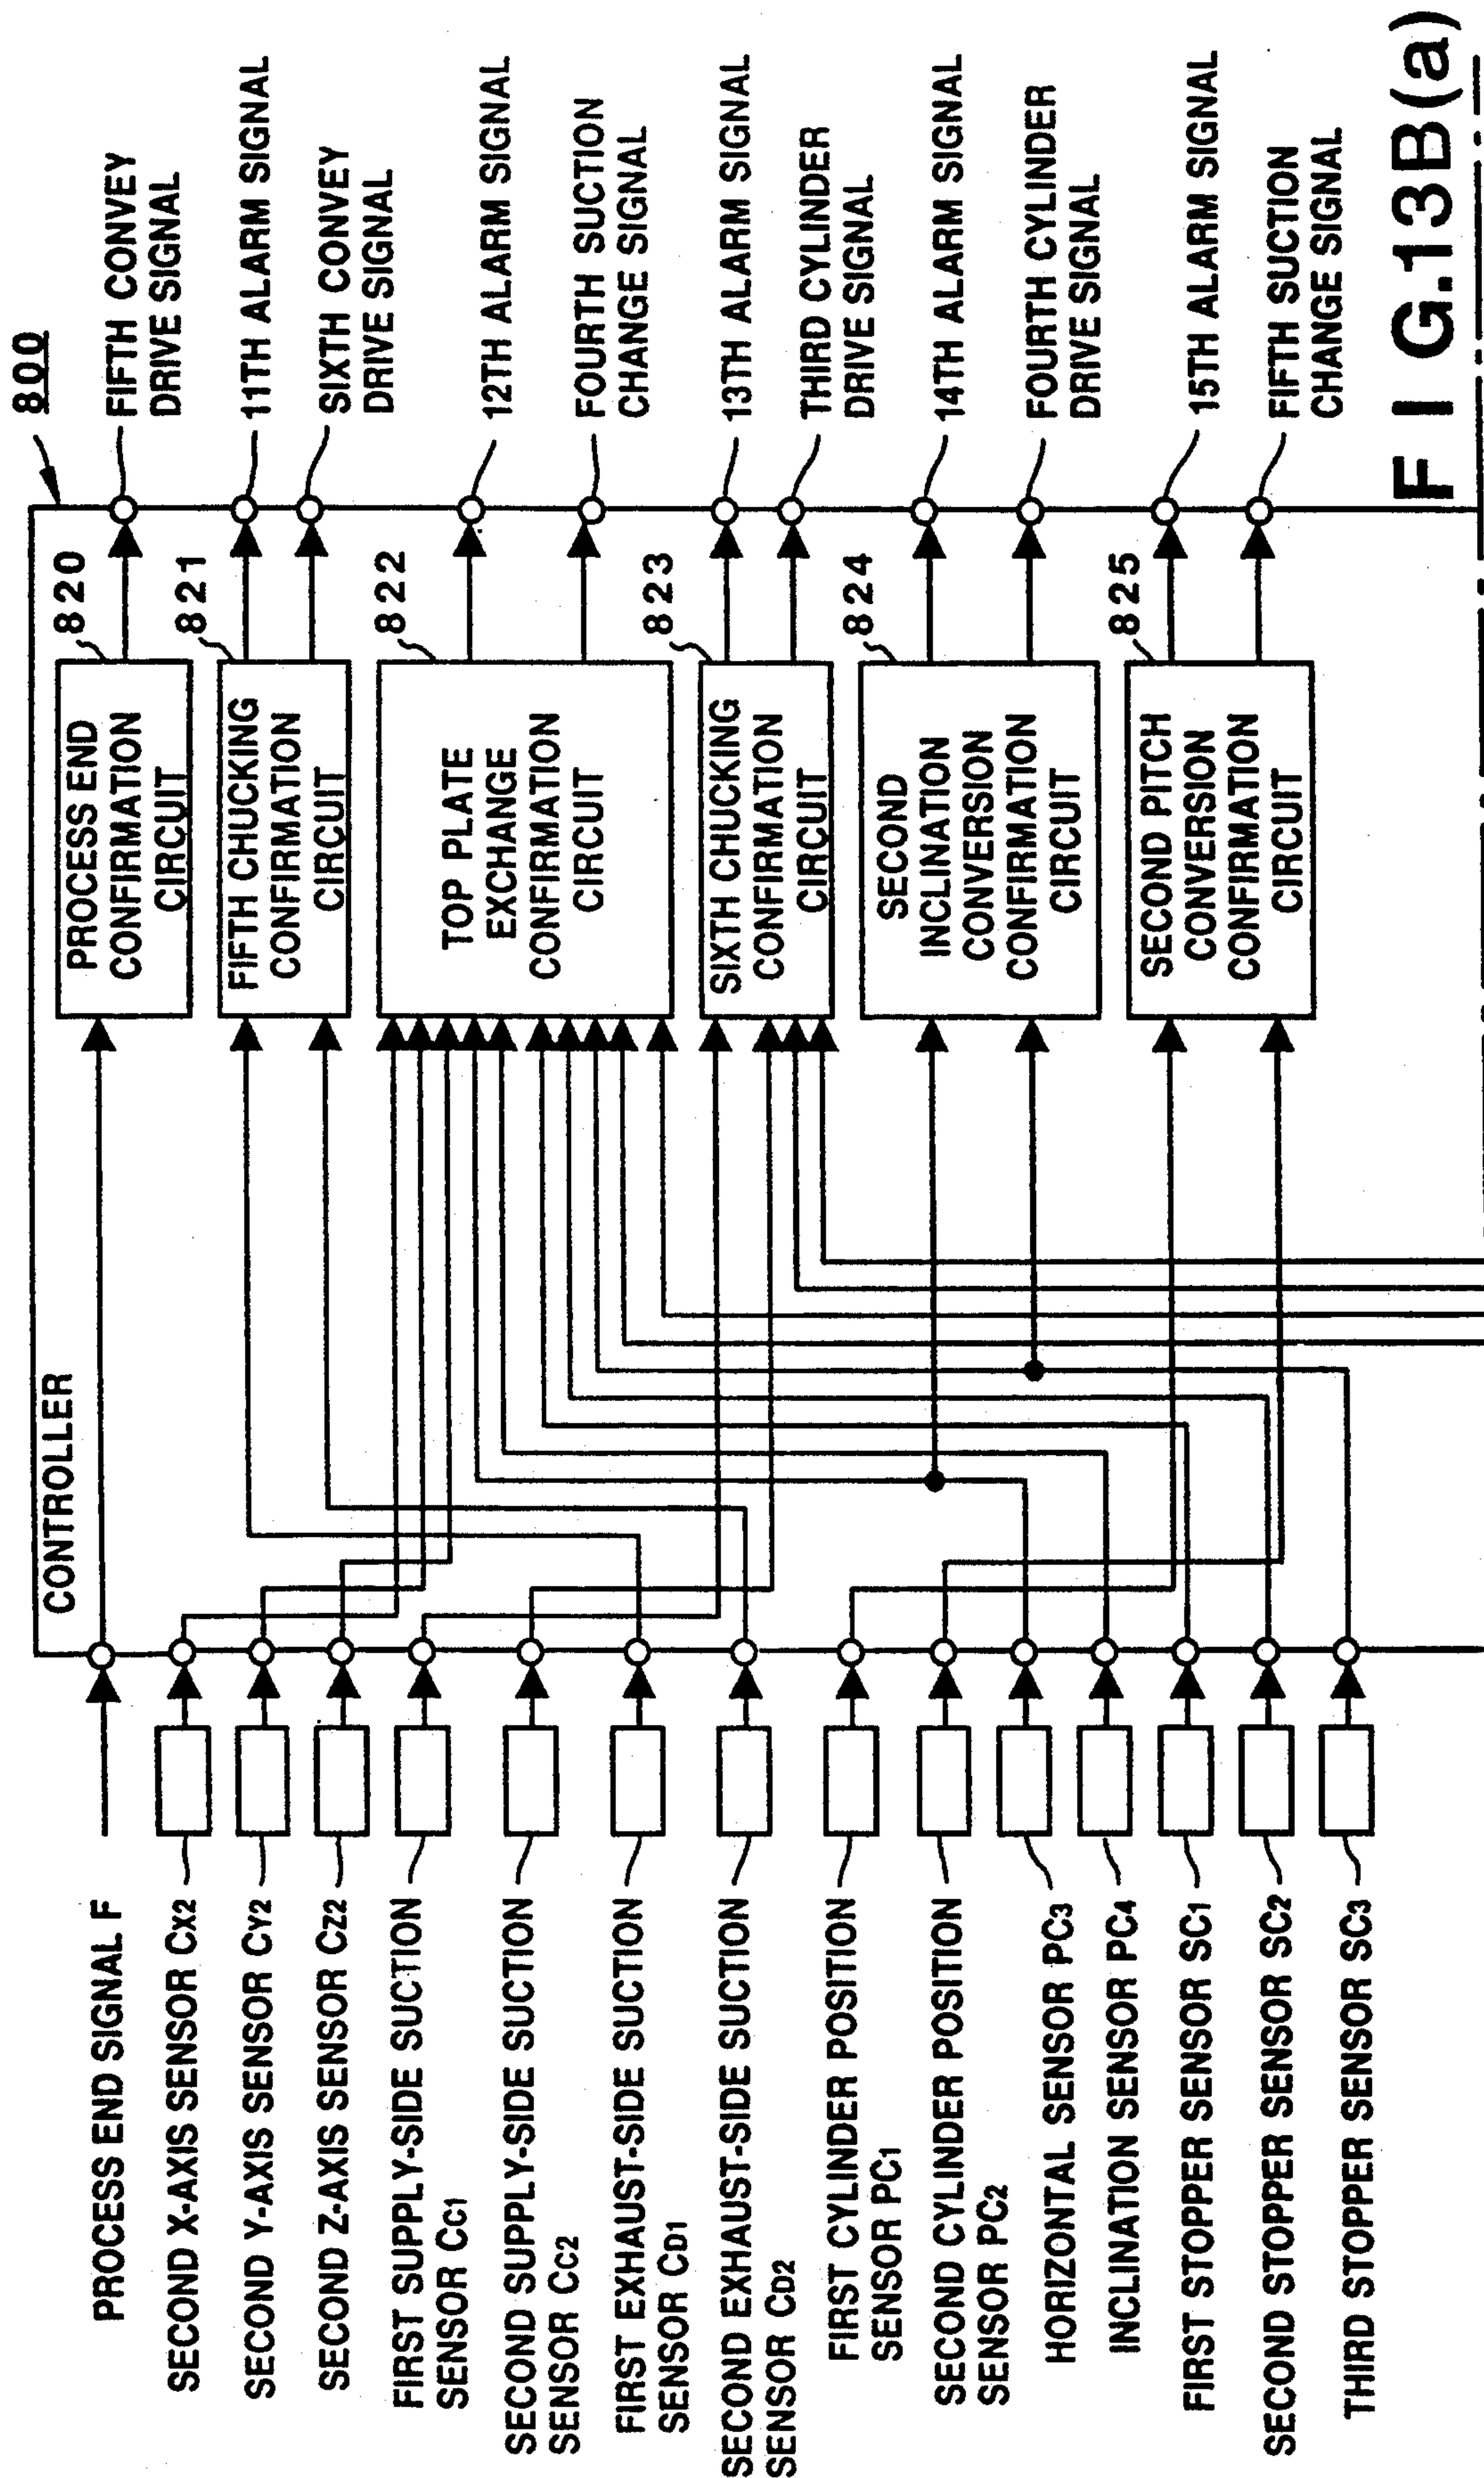 PROCESS END SIGNAL F
SECOND X-AXIS SENSOR CX2
SECOND Y-AXIS SENSOR CY2
SECOND Z-AXIS SENSOR CZ2
FIRST SUPPLY-SIDE SUCTION
SENSOR CC1
SECOND SUPPLY-SIDE SUCTION
SENSOR CC2
FIRST EXHAUST-SIDE SUCTION
SENSOR CD1
SECOND EXHAUST-SIDE SUCTION
SENSOR CD2
FIRST CYLINDER POSITION
SENSOR PC1
SECOND CYLINDER POSITION
SENSOR PC2
HORIZONTAL SENSOR PC3
INCLINATION SENSOR PC4
FIRST STOPPER SENSOR SC1
SECOND STOPPER SENSOR SC2
THIRD STOPPER SENSOR SC3
CONTROLLER
800
PROCESS END
CONFIRMATION
CIRCUIT
820
FIFTH CHUCKING
CONFIRMATION
CIRCUIT
821
TOP PLATE
EXCHANGE
CONFIRMATION
CIRCUIT
822
SIXTH CHUCKING
CONFIRMATION
CIRCUIT
823
SECOND
INCLINATION
CONVERSION
CONFIRMATION
CIRCUIT
824
SECOND PITCH
CONVERSION
CONFIRMATION
CIRCUIT
825
FIFTH CONVEY
DRIVE SIGNAL
11TH ALARM SIGNAL
SIXTH CONVEY
DRIVE SIGNAL
12TH ALARM SIGNAL
FOURTH SUCTION
CHANGE SIGNAL
13TH ALARM SIGNAL
THIRD CYLINDER
DRIVE SIGNAL
14TH ALARM SIGNAL
FOURTH CYLINDER
DRIVE SIGNAL
15TH ALARM SIGNAL
FIFTH SUCTION
CHANGE SIGNAL
FIG.13B(a)